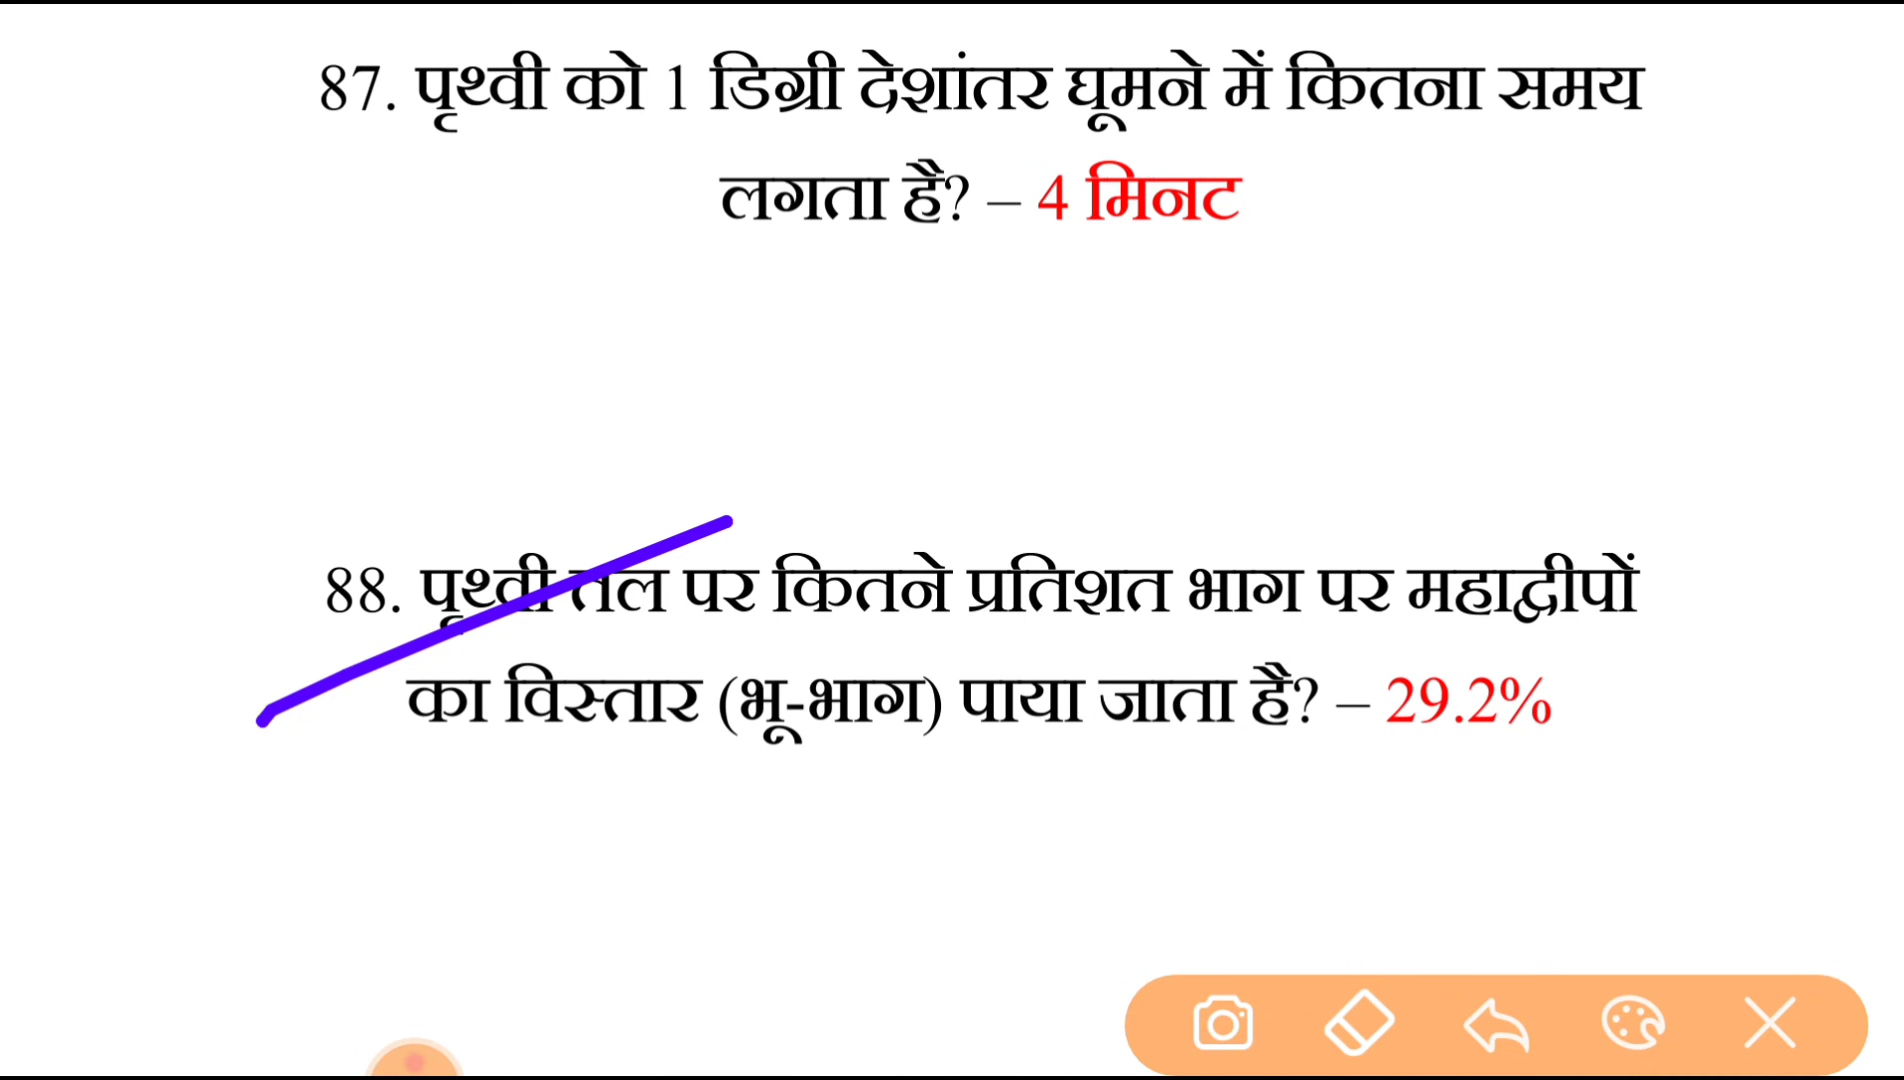 87. पृथ्वी को 1 डिग्री देशांतर घूमने में कितना समय
लगता है? – 4 मिनट
88. पृथ्वी तल पर कितने प्रतिशत भाग पर महाद्वीपों
का विस्तार (भू-भाग) पाया जाता है? – 29.2%